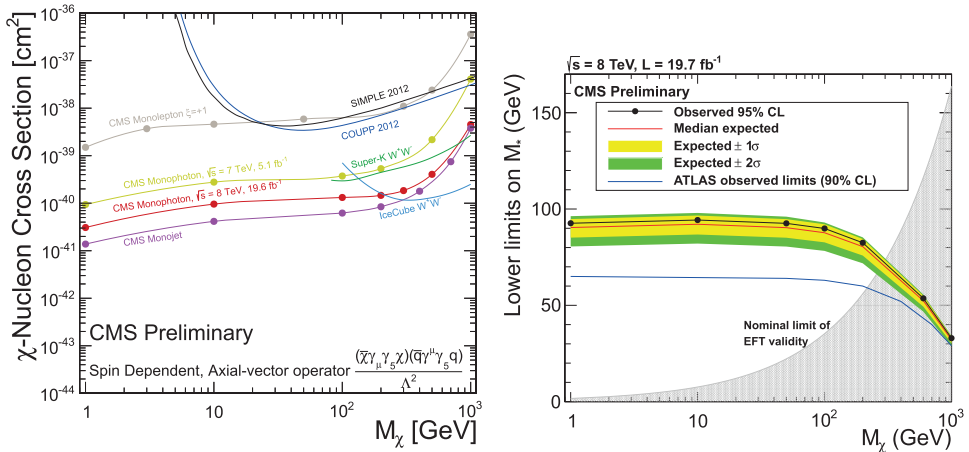 χ-Nucleon Cross Section [cm²]
10⁻³⁶
10⁻³⁷
10⁻³⁸
10⁻³⁹
10⁻⁴⁰
10⁻⁴¹
10⁻⁴²
10⁻⁴³
10⁻⁴⁴
CMS Monolepton ξ=+1
SIMPLE 2012
COUPP 2012
CMS Monophoton, √s = 7 TeV, 5.1 fb⁻¹
Super-K W⁺W⁻
CMS Monophoton, √s = 8 TeV, 19.6 fb⁻¹
IceCube W⁺W⁻
CMS Monojet
CMS Preliminary
Spin Dependent, Axial-vector operator (χ̄γ_μγ₅χ)(q̄γ^μγ₅q)/Λ²
1 10 10² 10³
M_χ [GeV]
√s = 8 TeV, L = 19.7 fb⁻¹
Lower limits on M_* (GeV)
150
100
50
0
CMS Preliminary
Observed 95% CL
Median expected
Expected ± 1σ
Expected ± 2σ
ATLAS observed limits (90% CL)
Nominal limit of
EFT validity
1 10 10² 10³
M_χ (GeV)